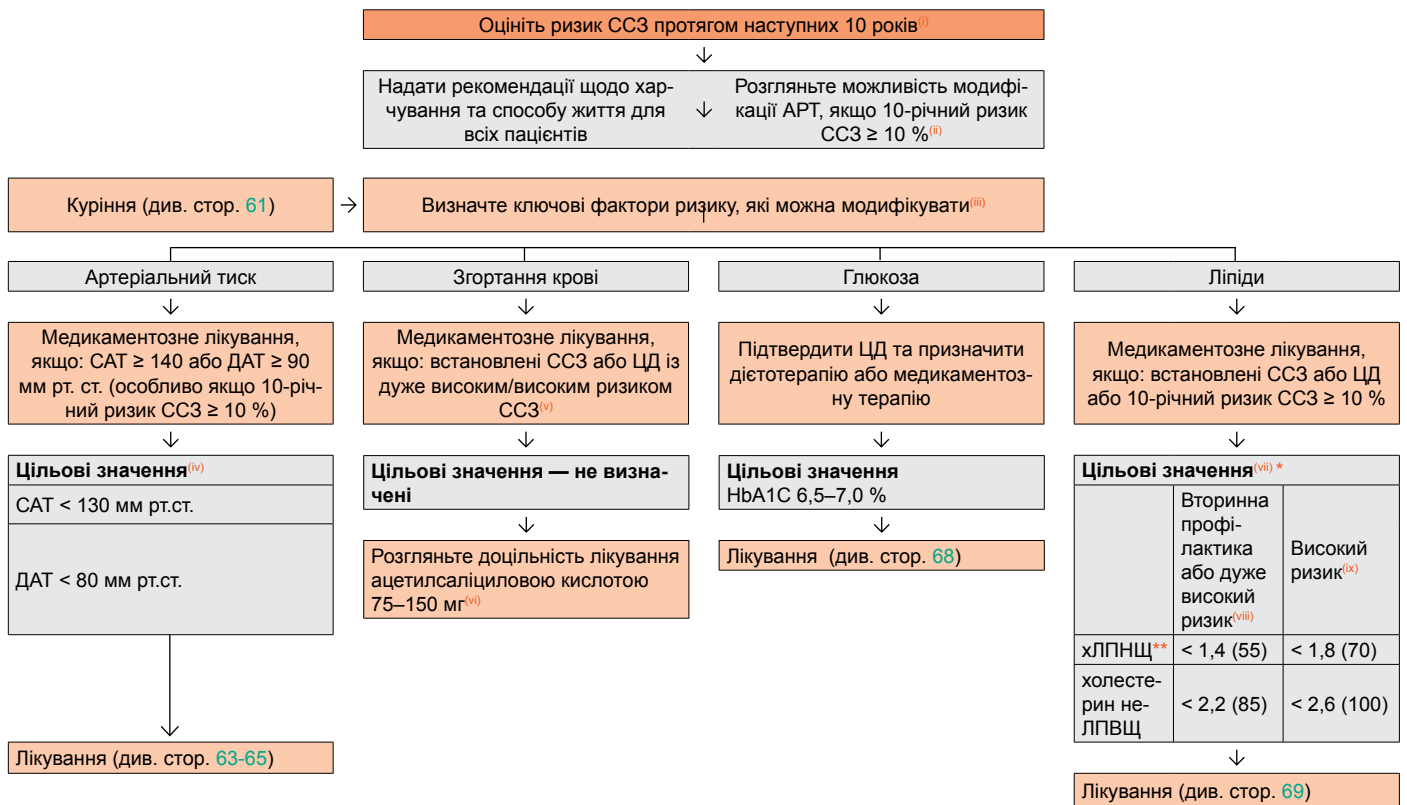 Оцініть ризик ССЗ протягом наступних 10 років(i)
Надати рекомендації щодо хар-
чування та способу життя для
всіх пацієнтів
Розгляньте можливість модифі-
кації АРТ, якщо 10-річний ризик
ССЗ ≥ 10 %(ii)
Куріння (див. стор. 61)
Визначте ключові фактори ризику, які можна модифікувати(iii)
Артеріальний тиск
Медикаментозне лікування,
якщо: САТ ≥ 140 або ДАТ ≥ 90
мм рт. ст. (особливо якщо 10-річ-
ний ризик ССЗ ≥ 10 %)
Цільові значення(iv)
САТ < 130 мм рт.ст.
ДАТ < 80 мм рт.ст.
Лікування (див. стор. 63-65)
Згортання крові
Медикаментозне лікування,
якщо: встановлені ССЗ або ЦД із
дуже високим/високим ризиком
ССЗ(v)
Цільові значення — не визна-
чені
Розгляньте доцільність лікування
ацетилсаліциловою кислотою
75–150 мг(vi)
Глюкоза
Підтвердити ЦД та призначити
дієтотерапію або медикаментоз-
ну терапію
Цільові значення
HbA1C 6,5–7,0 %
Лікування (див. стор. 68)
Ліпіди
Медикаментозне лікування,
якщо: встановлені ССЗ або ЦД
або 10-річний ризик ССЗ ≥ 10 %
Цільові значення(vii) *
Вторинна
профі-
лактика
або дуже
високий
ризик(viii)
Високий
ризик(ix)
хЛПНЩ** < 1,4 (55) < 1,8 (70)
холесте-
рин не-
ЛПВЩ
< 2,2 (85) < 2,6 (100)
Лікування (див. стор. 69)